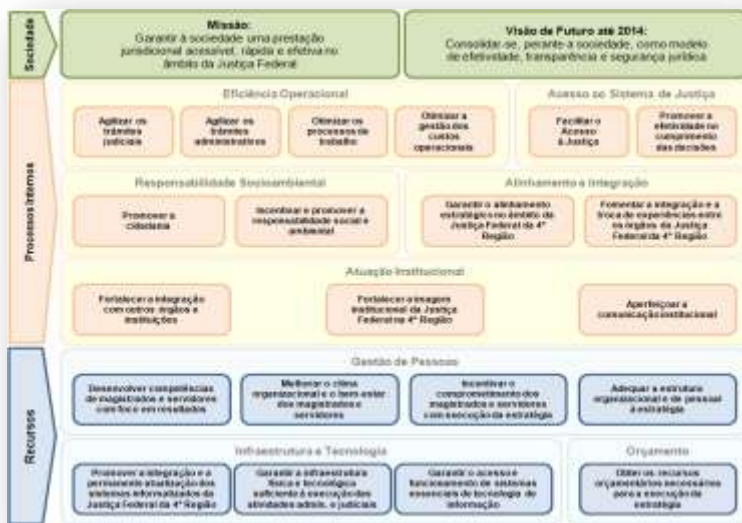 Sociedade
Missão:
Garantir à sociedade uma prestação
jurisdicional acessível, rápida e efetiva no
âmbito da Justiça Federal
Visão de Futuro até 2014:
Consolidar-se, perante a sociedade, como modelo
de efetividade, transparência e segurança jurídica
Processos Internos
Eficiência Operacional
Agilizar os
trâmites
judiciais
Agilizar os
trâmites
administrativos
Otimizar os
processos de
trabalho
Otimizar a
gestão dos
custos
operacionais
Acesso ao Sistema de Justiça
Facilitar o
Acesso
à Justiça
Promover a
efetividade no
cumprimento
das decisões
Responsabilidade Socioambiental
Promover a
cidadania
Incentivar e promover a
responsabilidade social e
ambiental
Alinhamento e Integração
Garantir o alinhamento
estratégico no âmbito da
Justiça Federal da 4ª
Região
Fomentar a integração e a
troca de experiências entre
os órgãos da Justiça
Federal da 4ª Região
Atuação Institucional
Fortalecer a integração
com outros órgãos e
instituições
Fortalecer a imagem
institucional da Justiça
Federal na 4ª Região
Aperfeiçoar a
comunicação institucional
Recursos
Gestão de Pessoas
Desenvolver competências
de magistrados e servidores
com foco em resultados
Melhorar o clima
organizacional e o bem-estar
dos magistrados e
servidores
Incentivar o
comprometimento dos
magistrados e servidores
com execução da estratégia
Adequar a estrutura
organizacional e de pessoal
à estratégia
Infraestrutura e Tecnologia
Promover a integração e a
permanente atualização dos
sistemas informatizados da
Justiça Federal da 4ª Região
Garantir a infraestrutura
física e tecnológica
suficiente à execução das
atividades admin. e judiciais
Garantir o acesso e
funcionamento de sistemas
essenciais de tecnologia de
informação
Orçamento
Obter os recursos
orçamentários necessários
para a execução da
estratégia